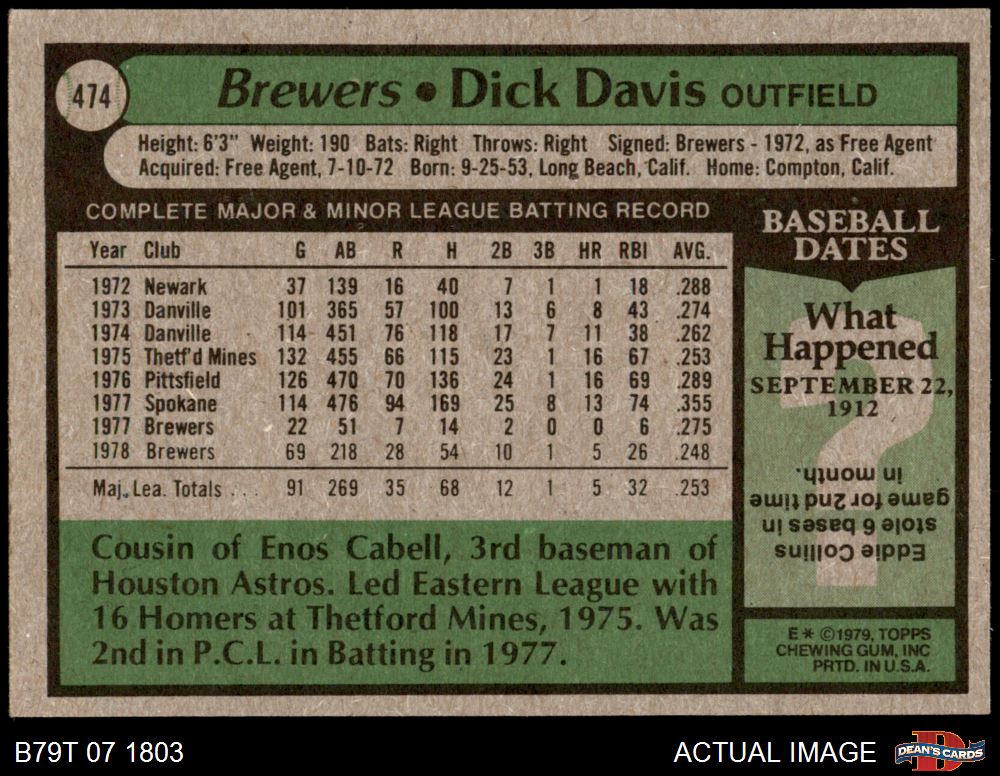 474
Brewers • Dick Davis OUTFIELD
Height: 6'3" Weight: 190 Bats: Right Throws: Right Signed: Brewers - 1972, as Free Agent
Acquired: Free Agent, 7-10-72 Born: 9-25-53, Long Beach, Calif. Home: Compton, Calif.
COMPLETE MAJOR & MINOR LEAGUE BATTING RECORD
Year Club G AB R H 2B 3B HR RBI AVG.
1972 Newark 37 139 16 40 7 1 1 18 .288
1973 Danville 101 365 57 100 13 6 8 43 .274
1974 Danville 114 451 76 118 17 7 11 38 .262
1975 Thetf'd Mines 132 455 66 115 23 1 16 67 .253
1976 Pittsfield 126 470 70 136 24 1 16 69 .289
1977 Spokane 114 476 94 169 25 8 13 74 .355
1977 Brewers 22 51 7 14 2 0 0 6 .275
1978 Brewers 69 218 28 54 10 1 5 26 .248
Maj. Lea. Totals . . . 91 269 35 68 12 1 5 32 .253
Cousin of Enos Cabell, 3rd baseman of
Houston Astros. Led Eastern League with
16 Homers at Thetford Mines, 1975. Was
2nd in P.C.L. in Batting in 1977.
BASEBALL
DATES
What
Happened
SEPTEMBER 22,
1912
?
Eddie Collins
stole 6 bases in
game for 2nd time
in month.
E* ©1979, TOPPS
CHEWING GUM, INC
PRTD. IN U.S.A.
B79T 07 1803
ACTUAL IMAGE
D
DEAN'S CARDS